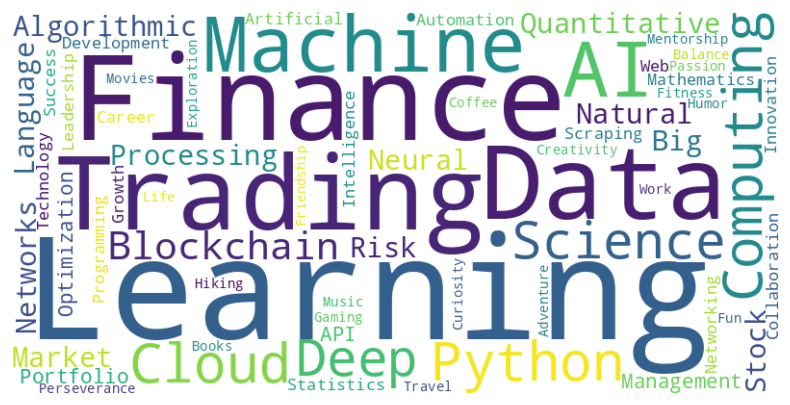 Algorithmic
Artificial
Automation
Quantitative
Development
Machine
AI
Mentorship
Balance
Web
Passion
Mathematics
Success
Leadership
Movies
Exploration
Finance
Fitness
Humor
Computing
Innovation
Language
Career
Coffee
Natural
Technology
Processing
Intelligence
Neural
Scraping
Big
Creativity
Trading
Data
Growth
Life
Friendship
Work
Networks
Optimization
Programming
Blockchain
Risk
Science
Collaboration
Hiking
Learning
Curiosity
Adventure
Music
Gaming
API
Fun
Networking
Stock
Books
Market
Cloud
Deep
Python
Portfolio
Statistics
Travel
Management
Perseverance